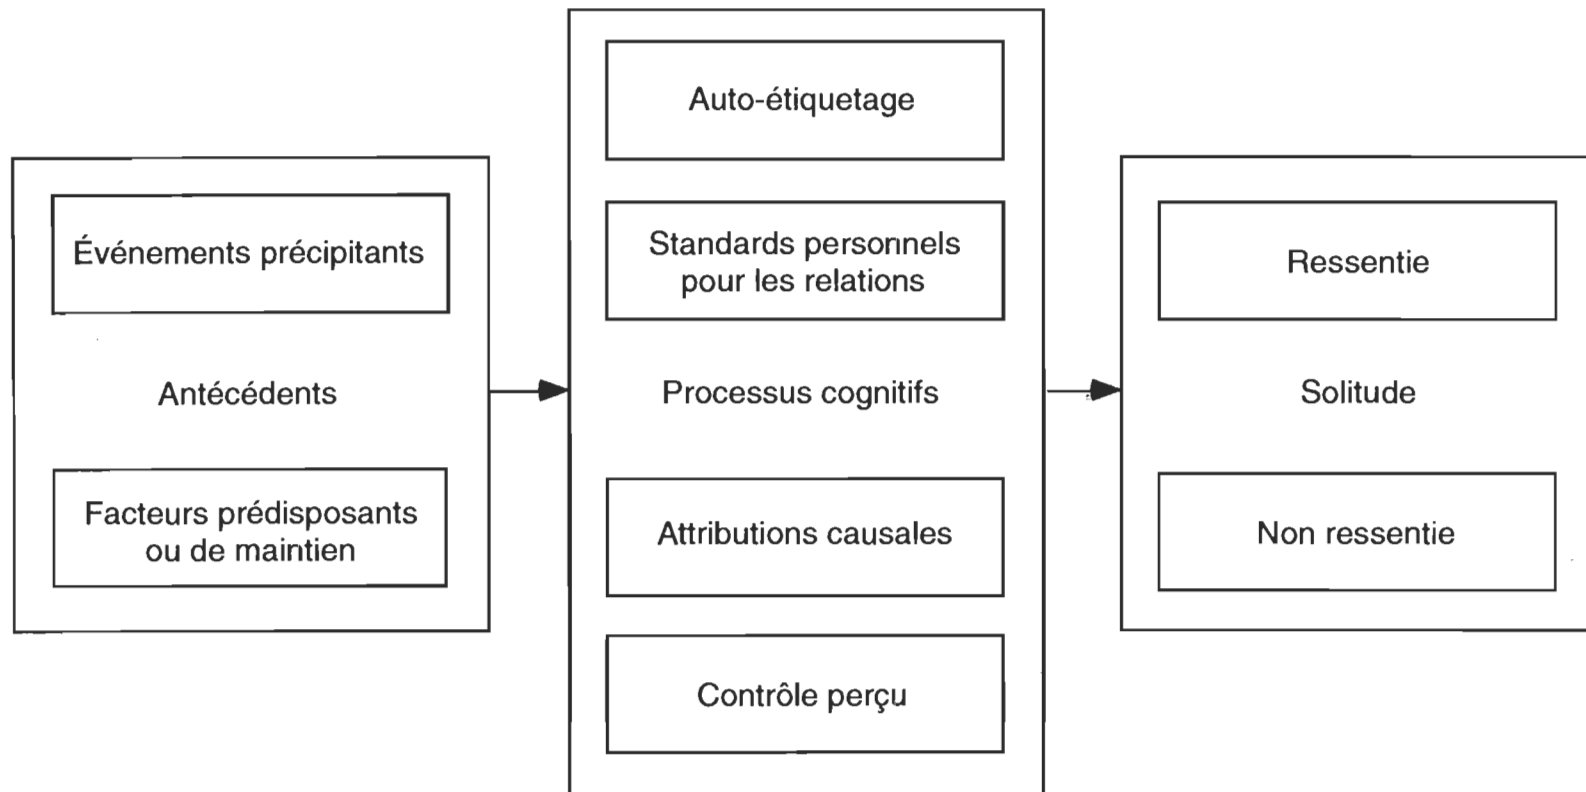 Événements précipitants
Antécédents
Facteurs prédisposants
ou de maintien
Auto-étiquetage
Standards personnels
pour les relations
Processus cognitifs
Attributions causales
Contrôle perçu
Ressentie
Solitude
Non ressentie